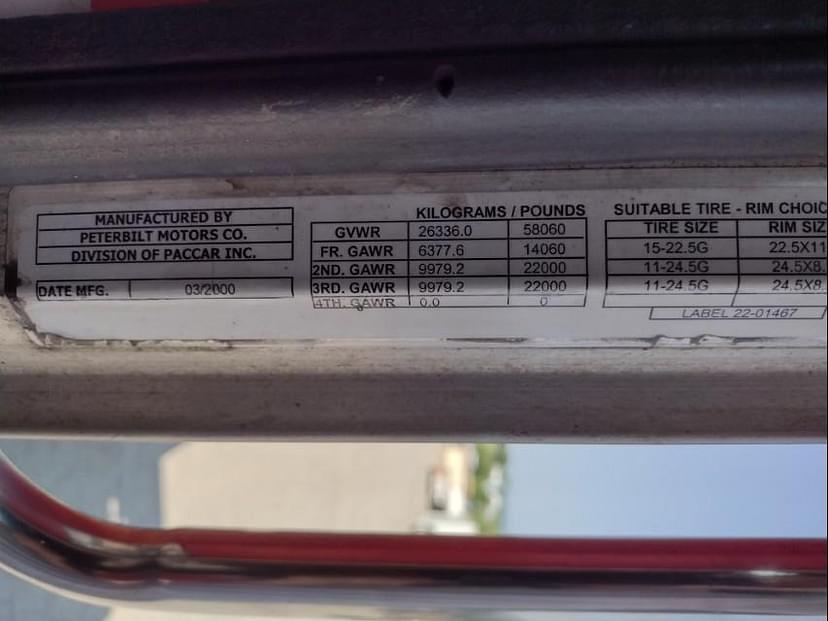 MANUFACTURED BY
PETERBILT MOTORS CO.
DIVISION OF PACCAR INC.
DATE MFG. 03/2000
KILOGRAMS / POUNDS
GVWR 26336.0 58060
FR. GAWR 6377.6 14060
2ND. GAWR 9979.2 22000
3RD. GAWR 9979.2 22000
4TH. GAWR 0.0 0
SUITABLE TIRE - RIM CHOIC
TIRE SIZE RIM SIZ
15-22.5G 22.5X11
11-24.5G 24.5X8.
11-24.5G 24.5X8.
LABEL 22-01467